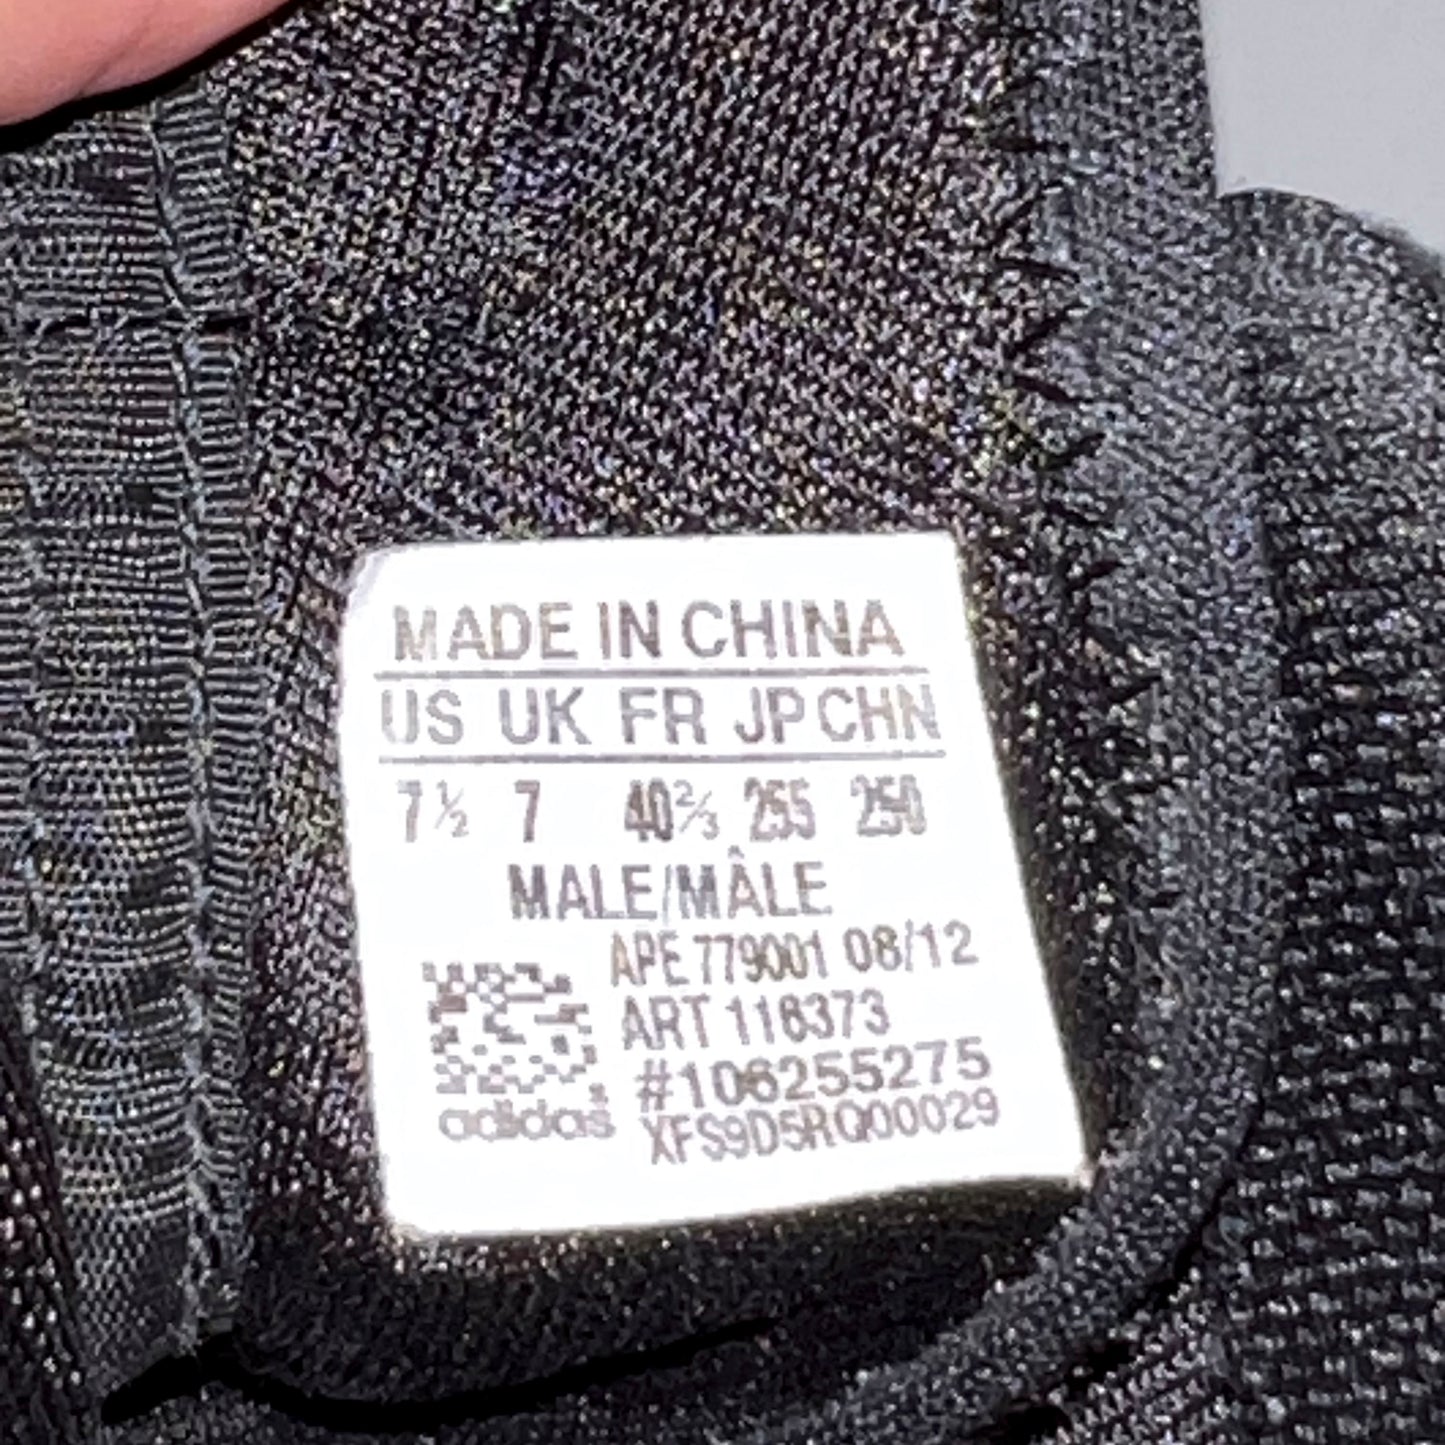 MADE IN CHINA
US UK FR JP CHN
7½ 7 40⅔ 255 250
MALE/MÂLE
APE 779001 08/12
ART 118373
#106255275
XFS9D5RQ00029
adidas